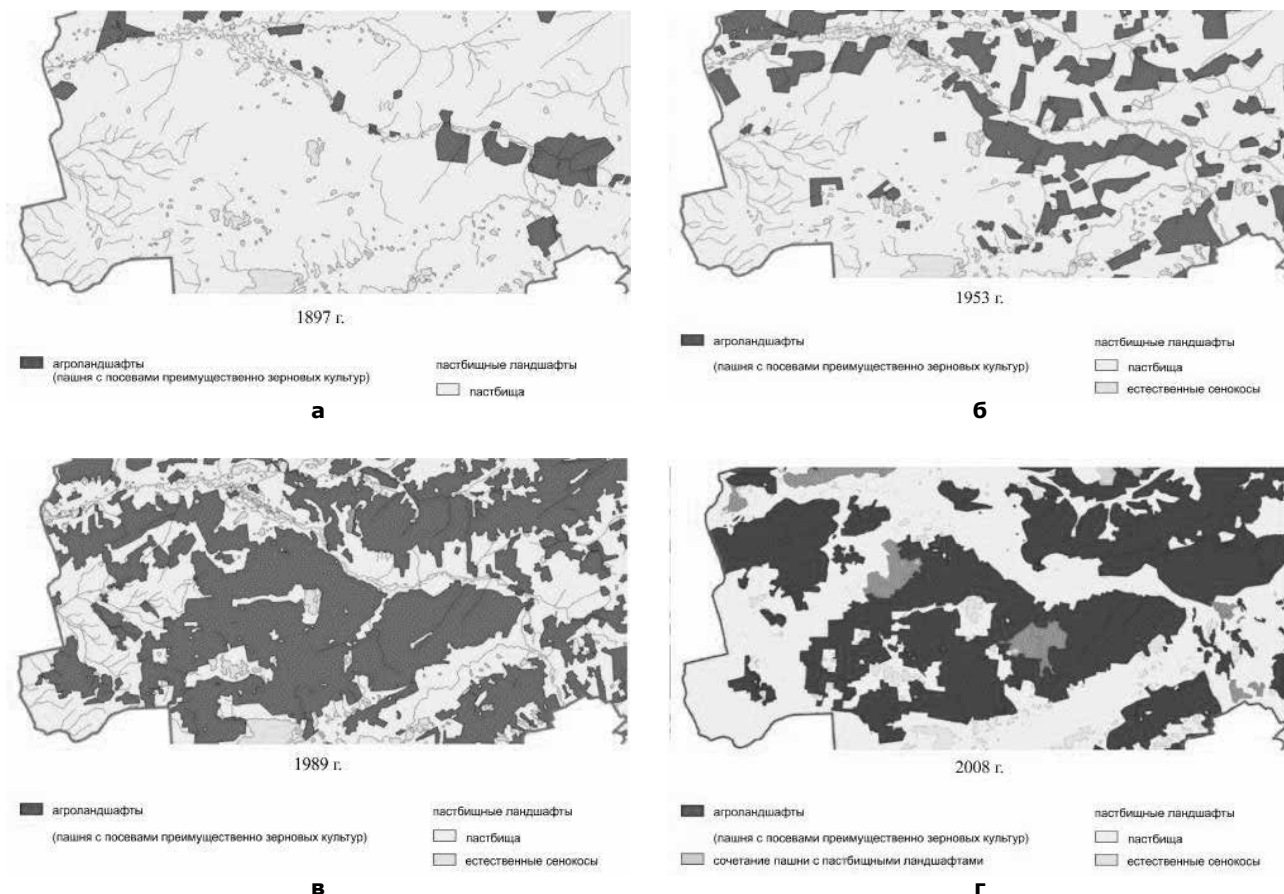 1897 г.
агроландшафты
(пашня с посевами преимущественно зерновых культур)
пастбищные ландшафты
пастбища
а
1953 г.
агроландшафты
(пашня с посевами преимущественно зерновых культур)
пастбищные ландшафты
пастбища
естественные сенокосы
б
1989 г.
агроландшафты
(пашня с посевами преимущественно зерновых культур)
пастбищные ландшафты
пастбища
естественные сенокосы
в
2008 г.
агроландшафты
(пашня с посевами преимущественно зерновых культур)
сочетание пашни с пастбищными ландшафтами
пастбищные ландшафты
пастбища
естественные сенокосы
г